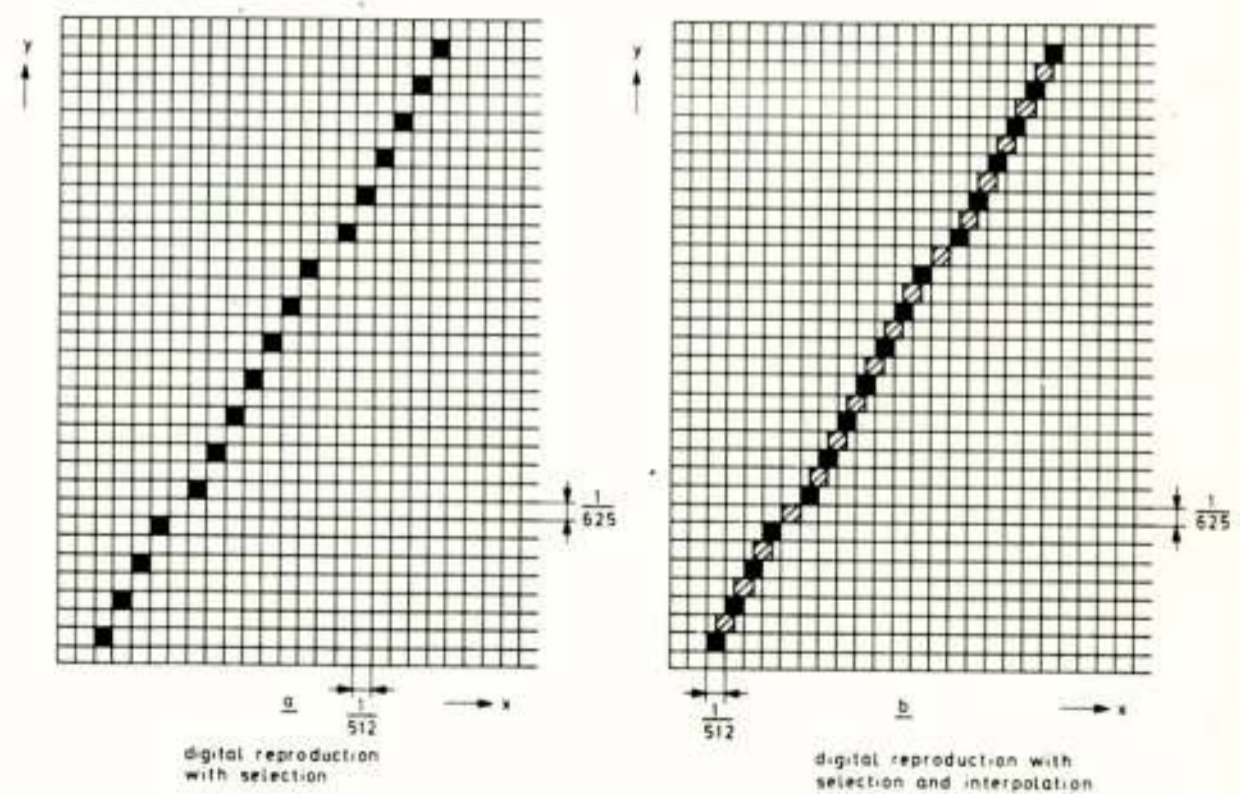 y
1
625
a
1
512
x
digital reproduction
with selection
y
1
625
1
512
b
x
digital reproduction with
selection and interpolation